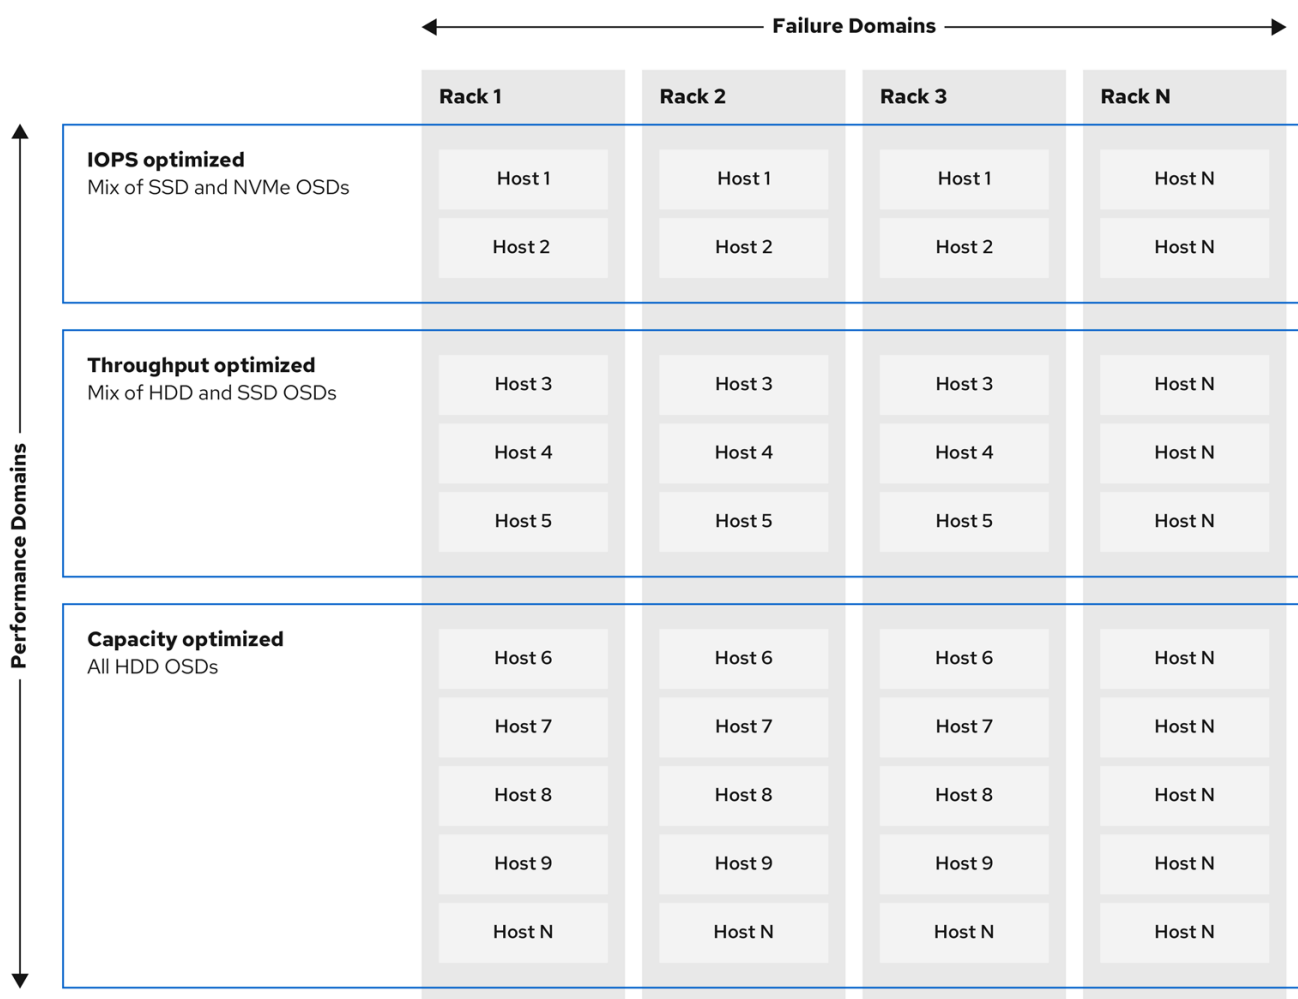 Failure Domains
Rack 1 Rack 2 Rack 3 Rack N
Performance Domains
IOPS optimized
Mix of SSD and NVMe OSDs
Host 1 Host 1 Host 1 Host N
Host 2 Host 2 Host 2 Host N
Throughput optimized
Mix of HDD and SSD OSDs
Host 3 Host 3 Host 3 Host N
Host 4 Host 4 Host 4 Host N
Host 5 Host 5 Host 5 Host N
Capacity optimized
All HDD OSDs
Host 6 Host 6 Host 6 Host N
Host 7 Host 7 Host 7 Host N
Host 8 Host 8 Host 8 Host N
Host 9 Host 9 Host 9 Host N
Host N Host N Host N Host N